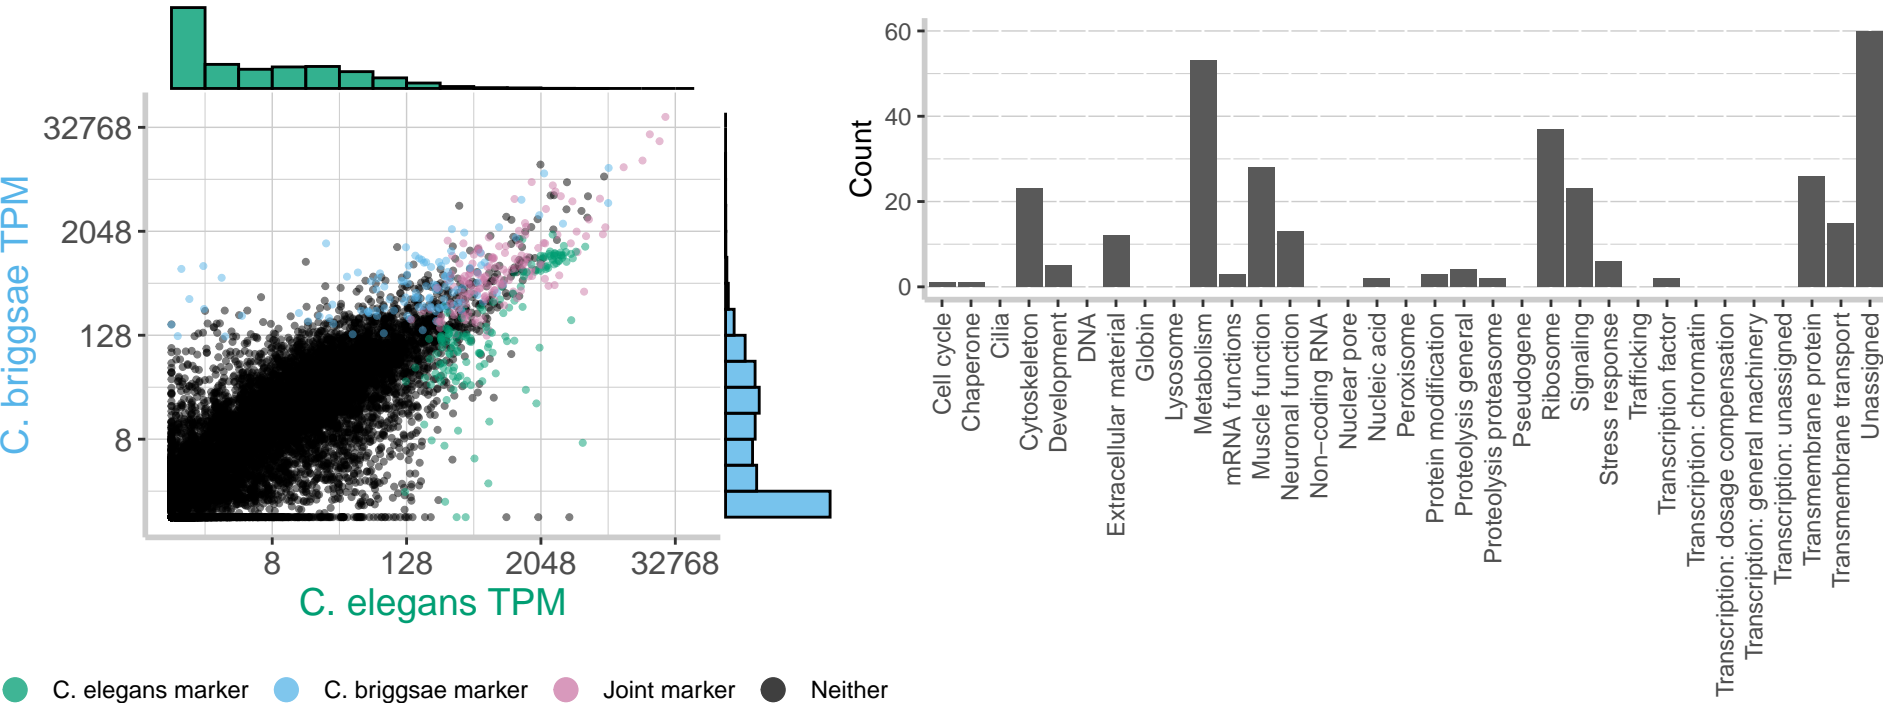 32768
2048
128
8
C. briggsae TPM
8
128
2048
32768
C. elegans TPM
C. elegans marker
C. briggsae marker
Joint marker
Neither
60
40
20
0
Count
Cell cycle
Chaperone
Cilia
Cytoskeleton
Development
DNA
Extracellular material
Globin
Lysosome
Metabolism
mRNA functions
Muscle function
Neuronal function
Non−coding RNA
Nuclear pore
Nucleic acid
Peroxisome
Protein modification
Proteolysis general
Proteolysis proteasome
Pseudogene
Ribosome
Signaling
Stress response
Trafficking
Transcription factor
Transcription: chromatin
Transcription: dosage compensation
Transcription: general machinery
Transcription: unassigned
Transmembrane protein
Transmembrane transport
Unassigned